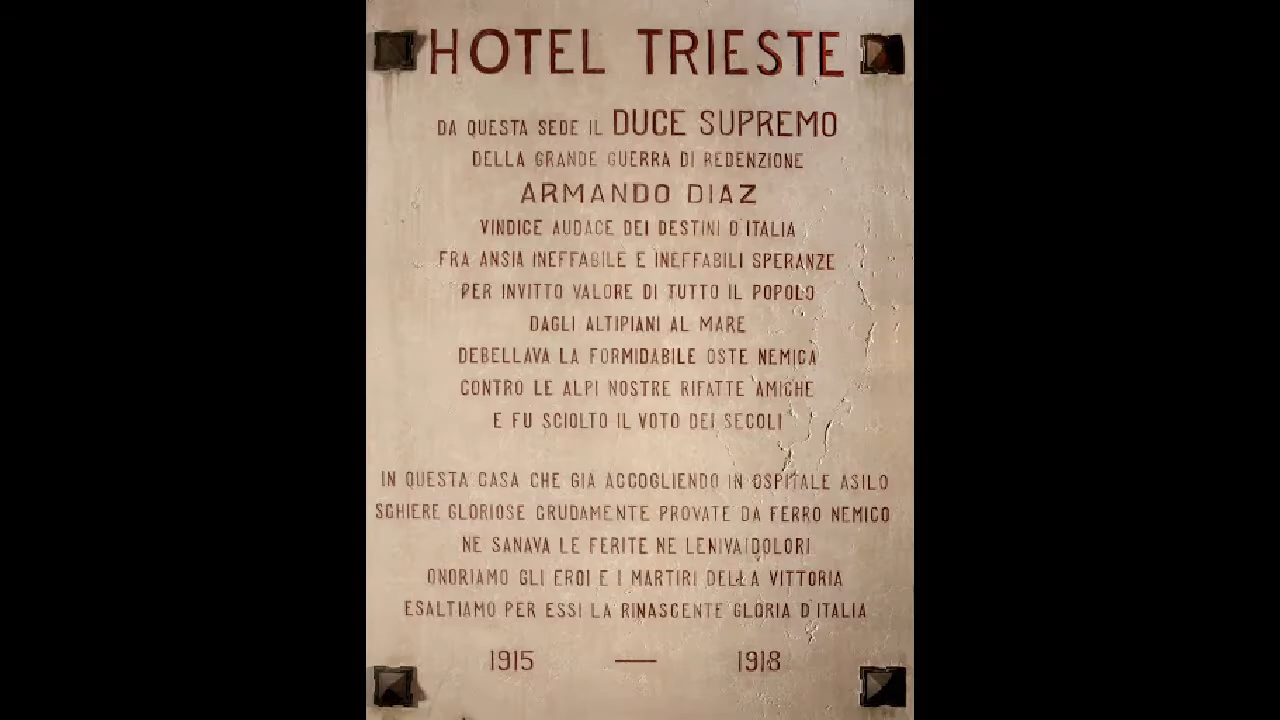 HOTEL TRIESTE
DA QUESTA SEDE IL DUCE SUPREMO
DELLA GRANDE GUERRA DI REDENZIONE
ARMANDO DIAZ
VINDICE AUDACE DEI DESTINI D'ITALIA
FRA ANSIA INEFFABILE E INEFFABILI SPERANZE
PER INVITTO VALORE DI TUTTO IL POPOLO
DAGLI ALTIPIANI AL MARE
DEBELLAVA LA FORMIDABILE OSTE NEMICA
CONTRO LE ALPI NOSTRE RIFATTE AMICHE
E FU SCIOLTO IL VOTO DEI SECOLI
IN QUESTA CASA CHE GIA ACCOGLIENDO IN OSPITALE ASILO
SCHIERE GLORIOSE CRUDAMENTE PROVATE DA FERRO NEMICO
NE SANAVA LE FERITE NE LENIVA I DOLORI
ONORIAMO GLI EROI E I MARTIRI DELLA VITTORIA
ESALTIAMO PER ESSI LA RINASCENTE GLORIA D'ITALIA
1915 — 1918